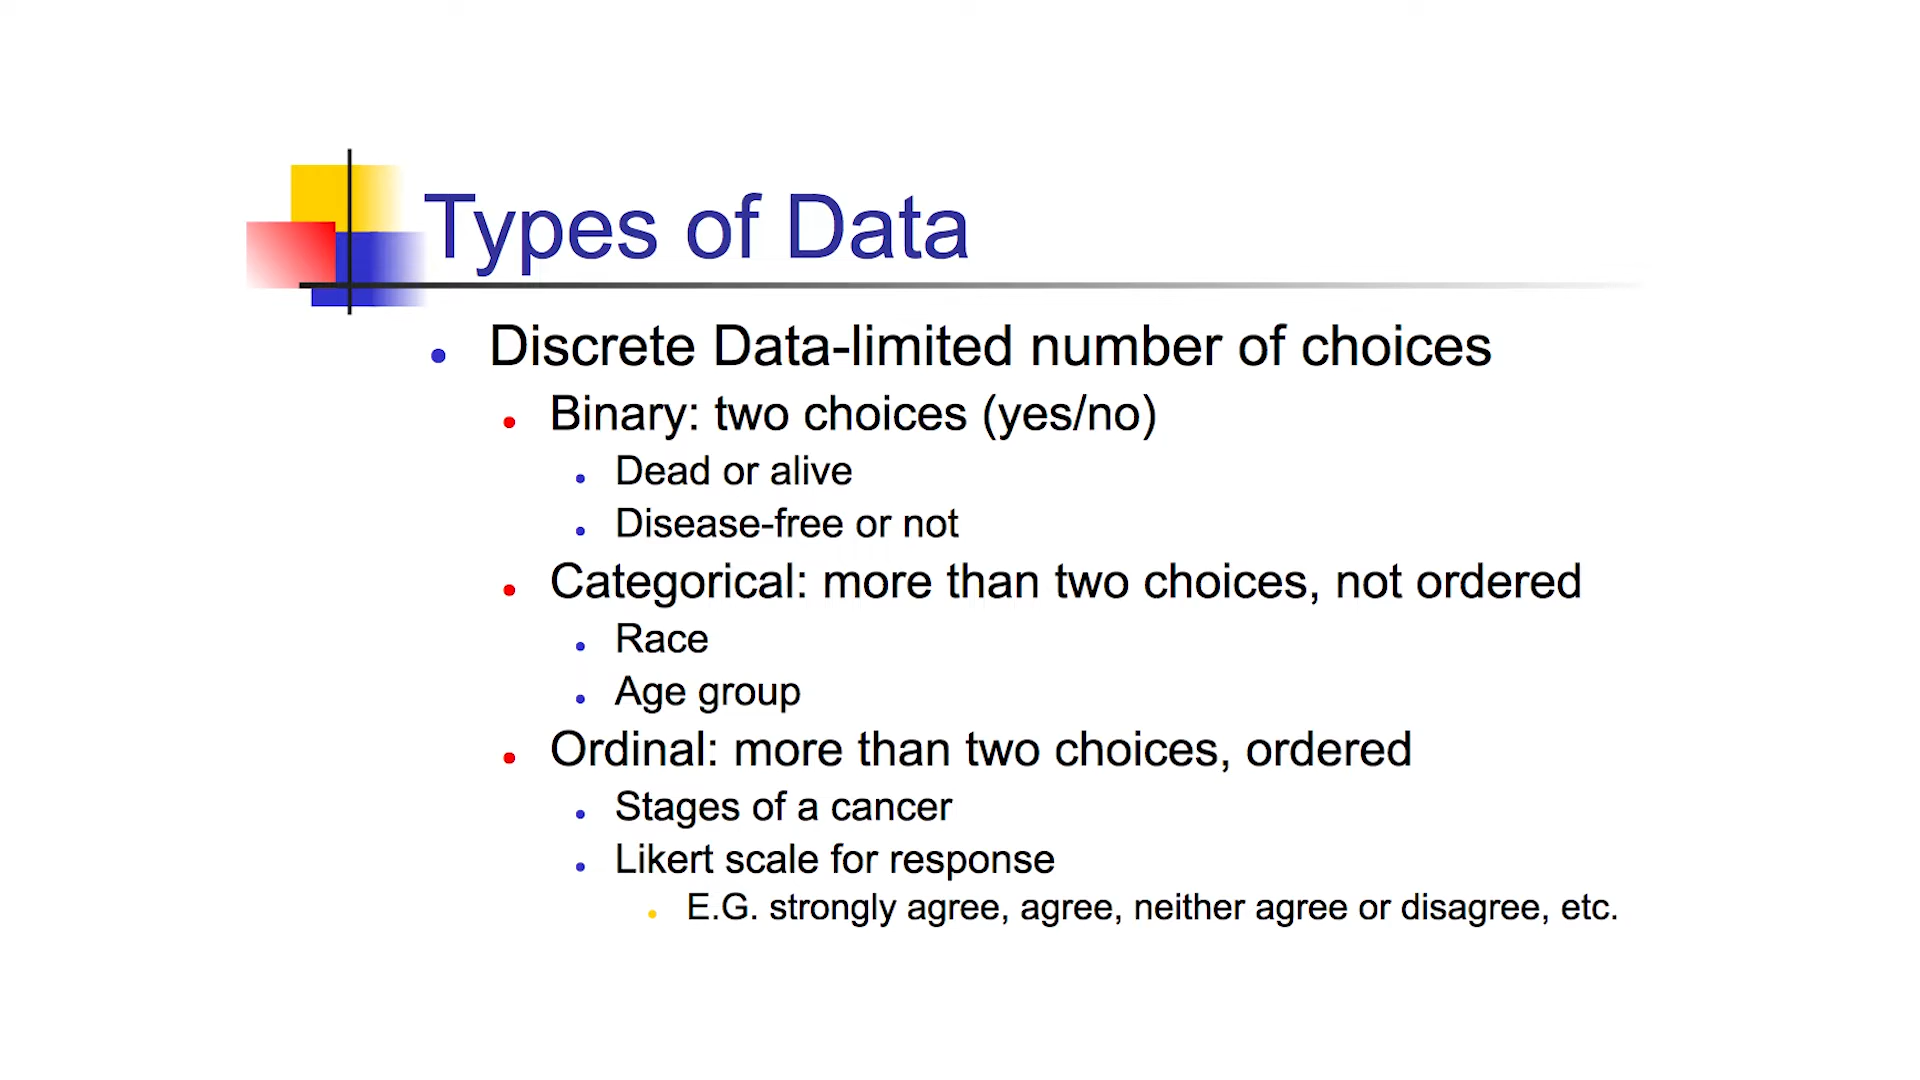 Types of Data
Discrete Data-limited number of choices
Binary: two choices (yes/no)
Dead or alive
Disease-free or not
Categorical: more than two choices, not ordered
Race
Age group
Ordinal: more than two choices, ordered
Stages of a cancer
Likert scale for response
E.G. strongly agree, agree, neither agree or disagree, etc.